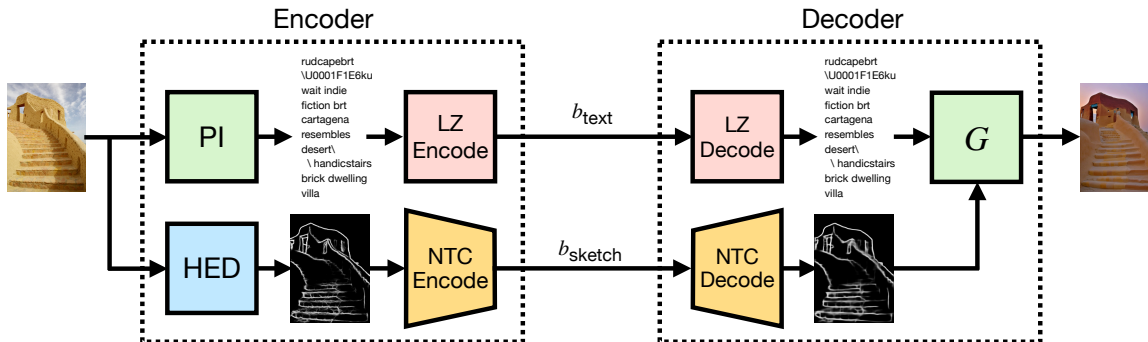 Encoder
Decoder
PI
rudcapebrt
\U0001F1E6ku
wait indie
fiction brt
cartagena
resembles
desert\
\ handicstairs
brick dwelling
villa
LZ
Encode
b_text
LZ
Decode
rudcapebrt
\U0001F1E6ku
wait indie
fiction brt
cartagena
resembles
desert\
\ handicstairs
brick dwelling
villa
G
HED
NTC
Encode
b_sketch
NTC
Decode